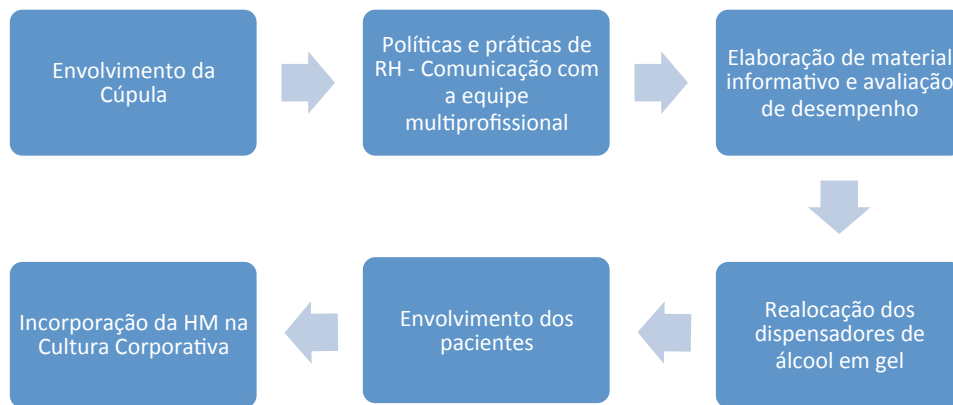 Envolvimento da
Cúpula
Políticas e práticas de
RH - Comunicação com
a equipe
multiprofissional
Elaboração de material
informativo e avaliação
de desempenho
Realocação dos
dispensadores de
álcool em gel
Envolvimento dos
pacientes
Incorporação da HM na
Cultura Corporativa